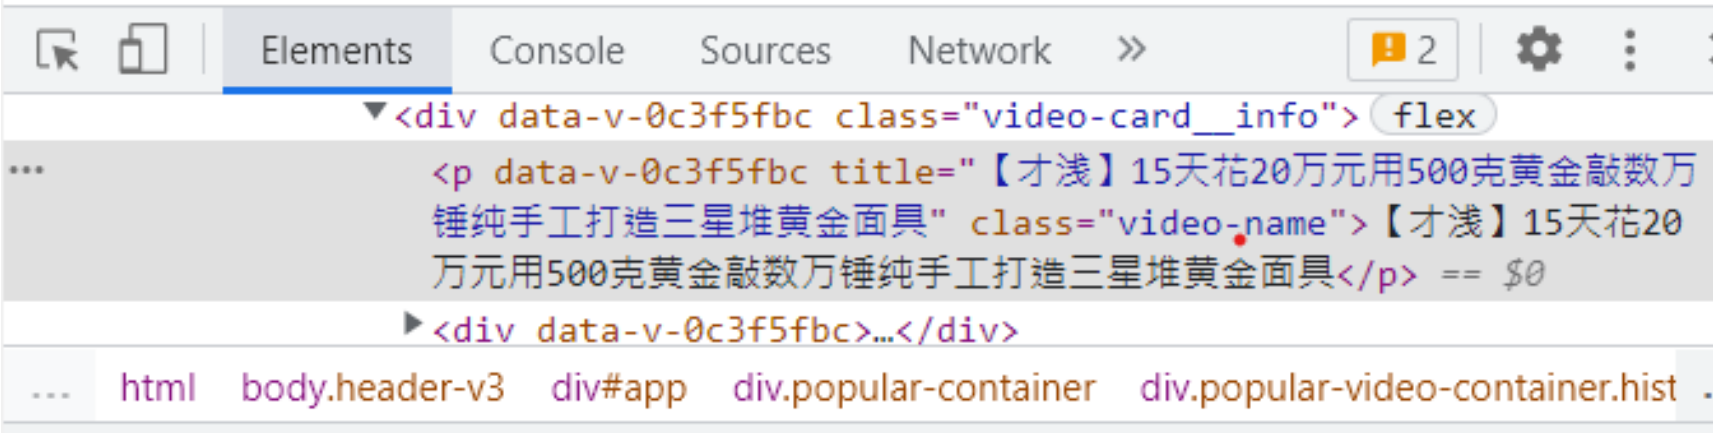 Elements Console Sources Network » 2
▼<div data-v-0c3f5fbc class="video-card__info"> flex
··· <p data-v-0c3f5fbc title="【才浅】15天花20万元用500克黄金敲数万
锤纯手工打造三星堆黄金面具" class="video-name">【才浅】15天花20
万元用500克黄金敲数万锤纯手工打造三星堆黄金面具</p> == $0
▶<div data-v-0c3f5fbc>…</div>
... html body.header-v3 div#app div.popular-container div.popular-video-container.hist